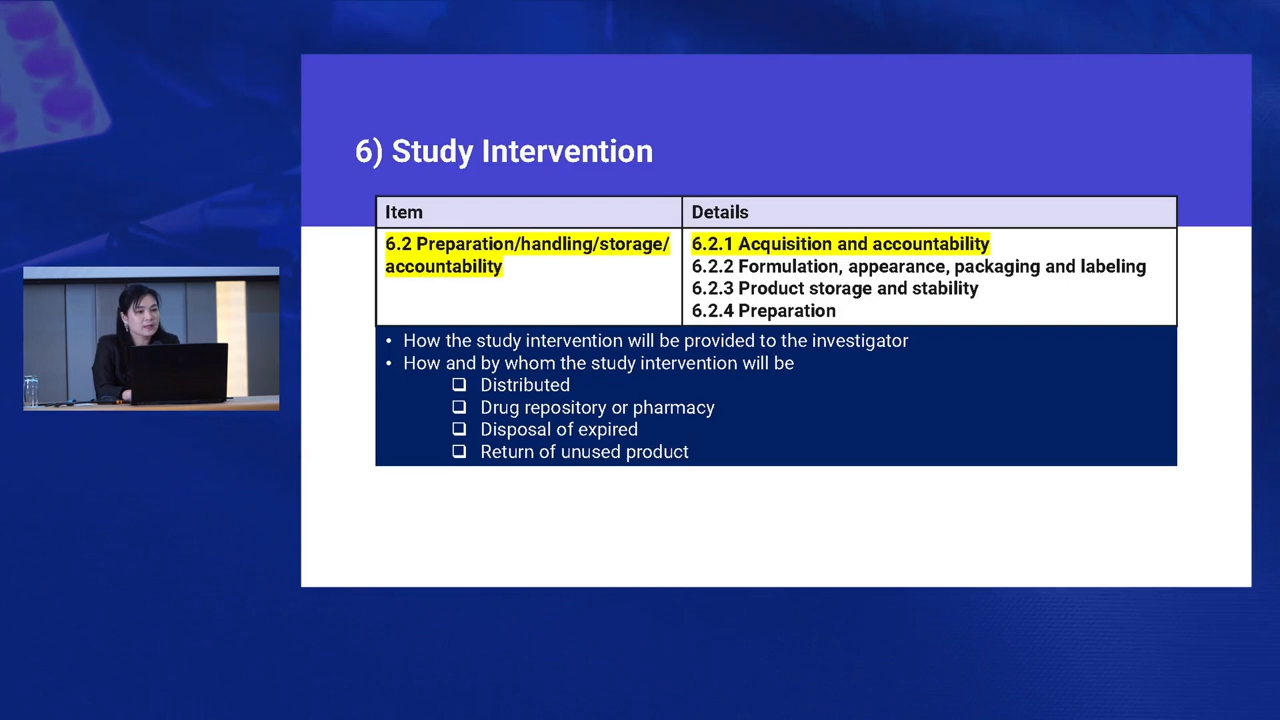 6) Study Intervention
Item
Details
6.2 Preparation/handling/storage/
accountability
6.2.1 Acquisition and accountability
6.2.2 Formulation, appearance, packaging and labeling
6.2.3 Product storage and stability
6.2.4 Preparation
• How the study intervention will be provided to the investigator
• How and by whom the study intervention will be
❑ Distributed
❑ Drug repository or pharmacy
❑ Disposal of expired
❑ Return of unused product